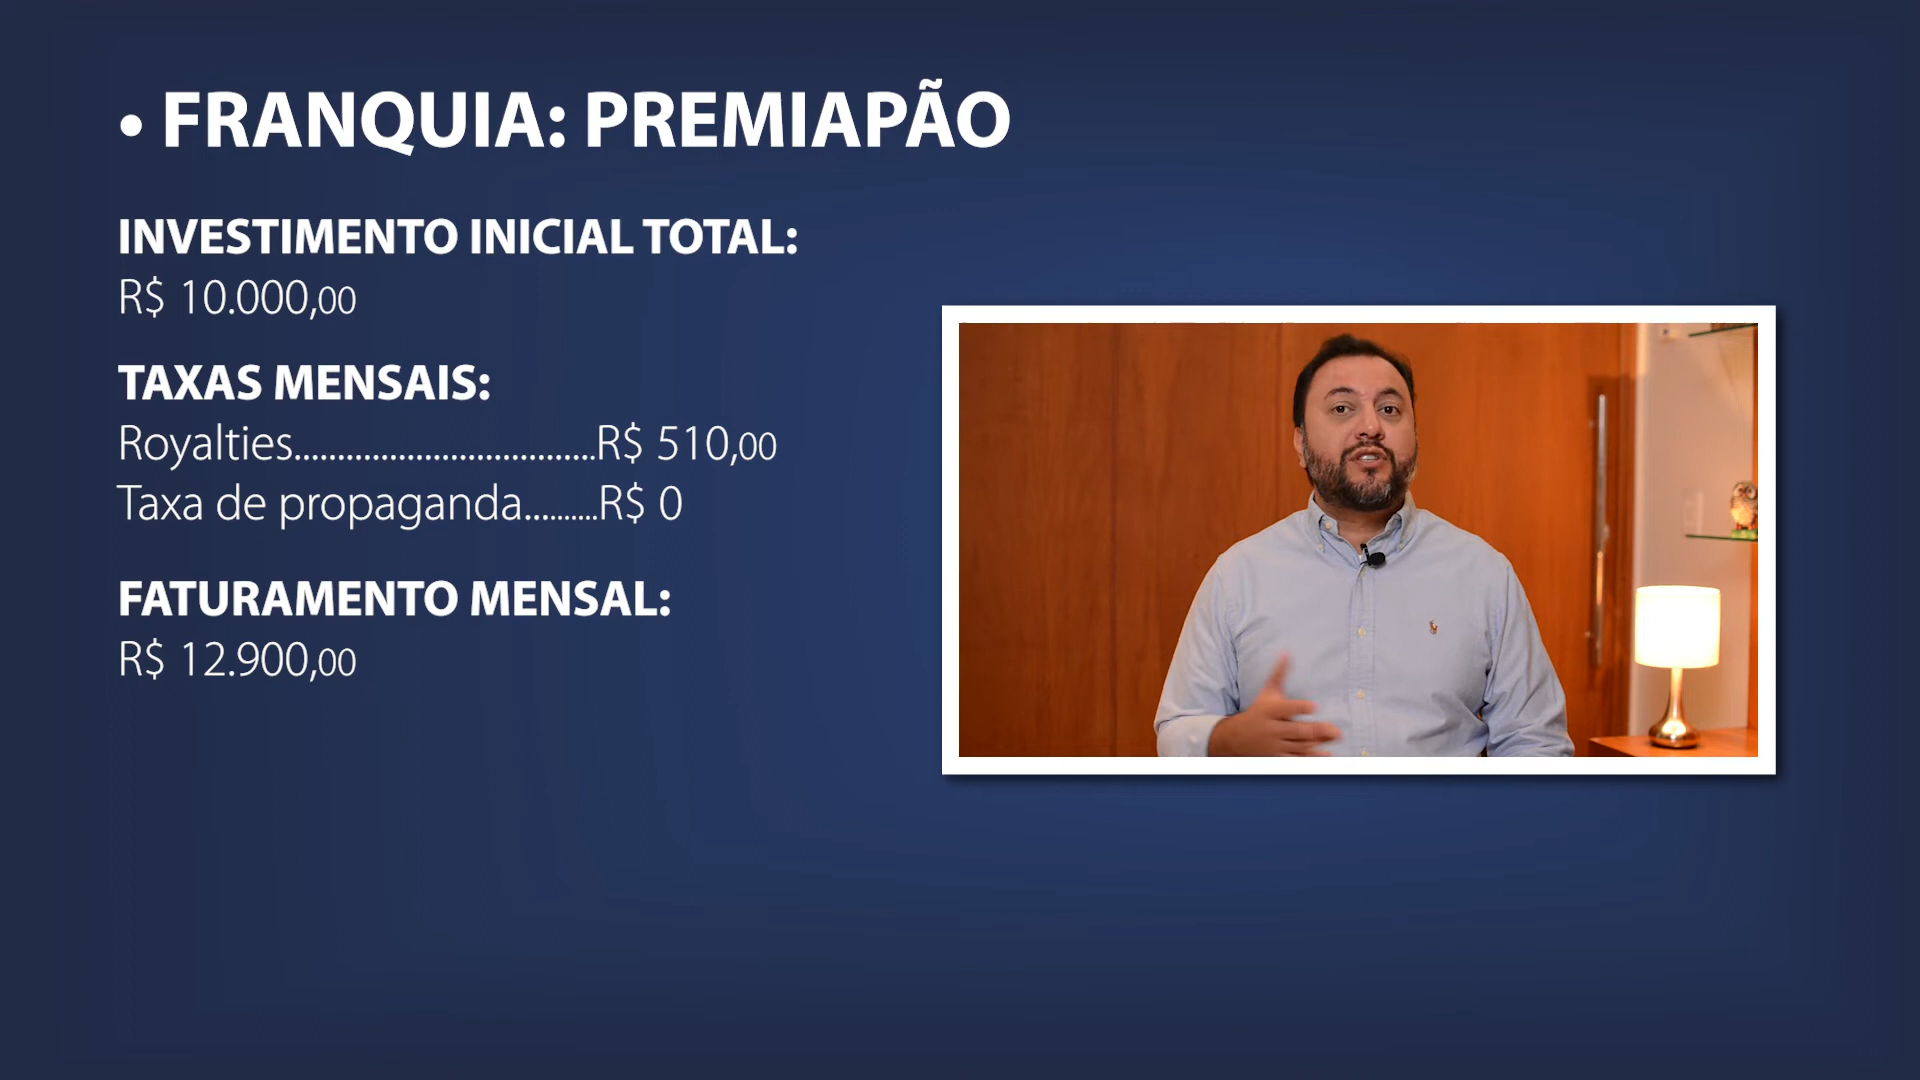 • FRANQUIA: PREMIAPÃO
INVESTIMENTO INICIAL TOTAL:
R$ 10.000,00
TAXAS MENSAIS:
Royalties...................................R$ 510,00
Taxa de propaganda..........R$ 0
FATURAMENTO MENSAL:
R$ 12.900,00